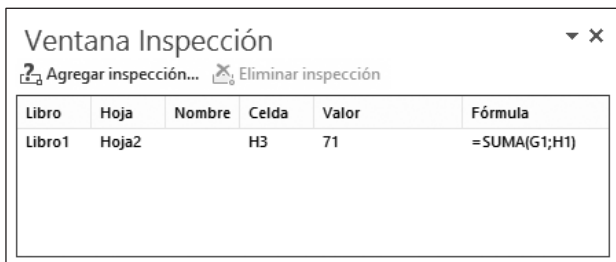 Ventana Inspección
Agregar inspección... Eliminar inspección
Libro Hoja Nombre Celda Valor Fórmula
Libro1 Hoja2 H3 71 =SUMA(G1;H1)